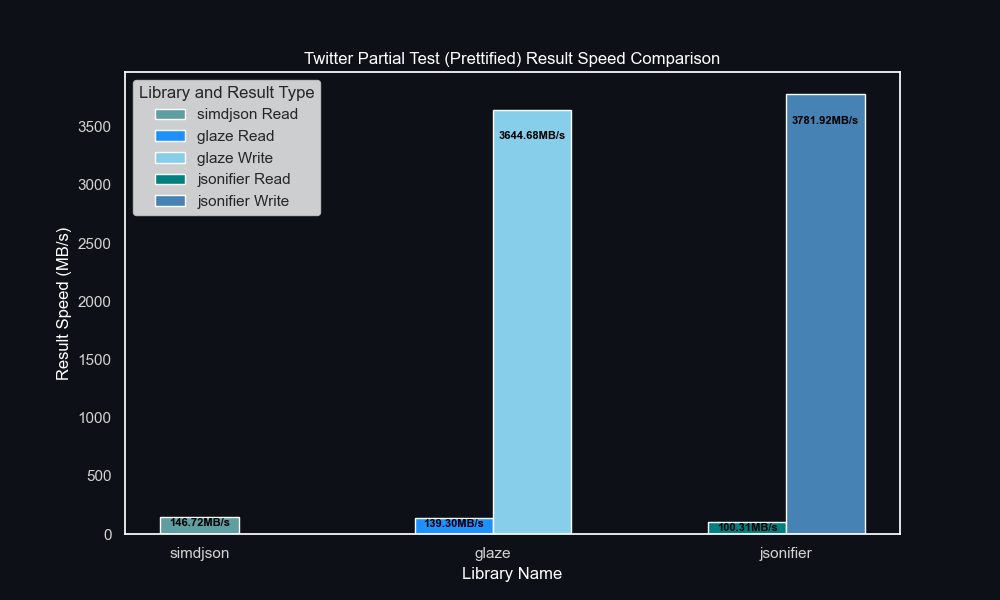 Twitter Partial Test (Prettified) Result Speed Comparison
Library and Result Type
simdjson Read
glaze Read
glaze Write
jsonifier Read
jsonifier Write
Result Speed (MB/s)
3500
3000
2500
2000
1500
1000
500
0
146.72MB/s
139.30MB/s
3644.68MB/s
100.31MB/s
3781.92MB/s
simdjson
glaze
jsonifier
Library Name